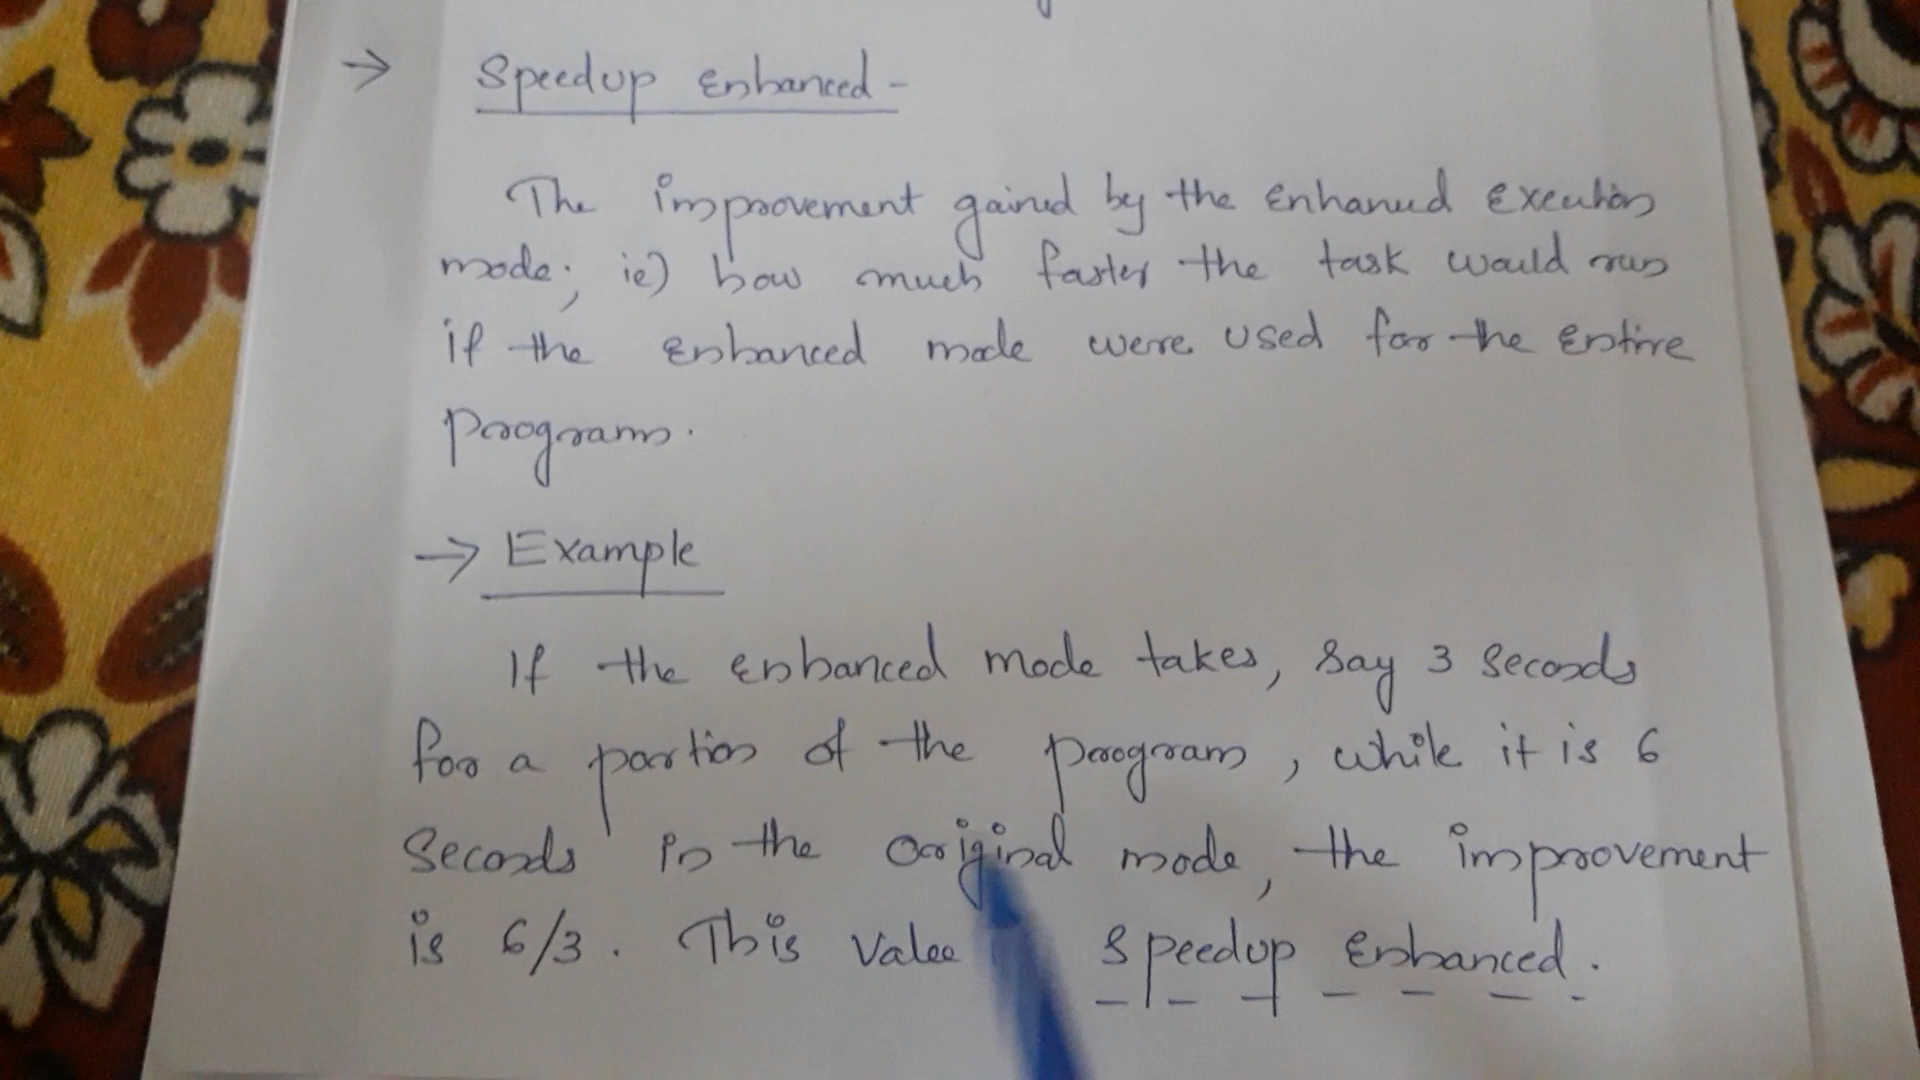 → Speedup Enhanced -
The improvement gained by the Enhanced Execution
mode; ie) how much faster the task would run
if the Enhanced mode were used for the Entire
program.
→ Example
If the Enhanced mode takes, say 3 seconds
for a portion of the program, while it is 6
seconds in the original mode, the improvement
is 6/3. This Value Speedup Enhanced.